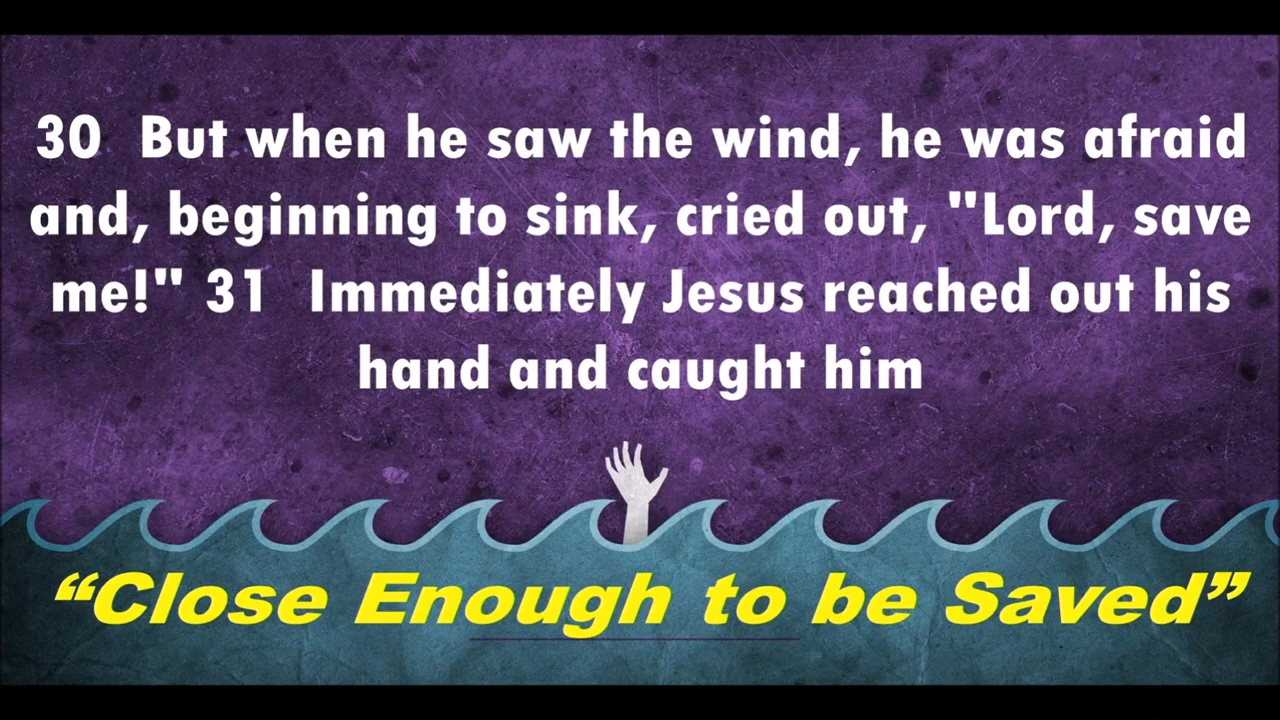 30 But when he saw the wind, he was afraid
and, beginning to sink, cried out, "Lord, save
me!" 31 Immediately Jesus reached out his
hand and caught him
“Close Enough to be Saved”